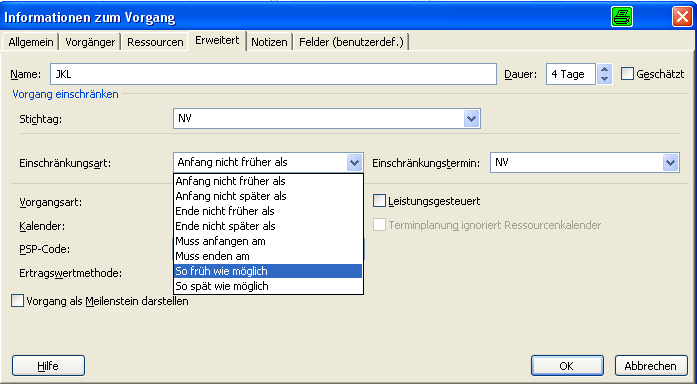 Informationen zum Vorgang
Allgemein Vorgänger Ressourcen Erweitert Notizen Felder (benutzerdef.)
Name: JKL Dauer: 4 Tage Geschätzt
Vorgang einschränken
Stichtag: NV
Einschränkungsart: Anfang nicht früher als Einschränkungstermin: NV
Anfang nicht früher als
Anfang nicht später als
Ende nicht früher als
Ende nicht später als
Muss anfangen am
Muss enden am
So früh wie möglich
So spät wie möglich
Vorgangsart: Leistungsgesteuert
Kalender: Terminplanung ignoriert Ressourcenkalender
PSP-Code:
Ertragswertmethode:
Vorgang als Meilenstein darstellen
Hilfe OK Abbrechen